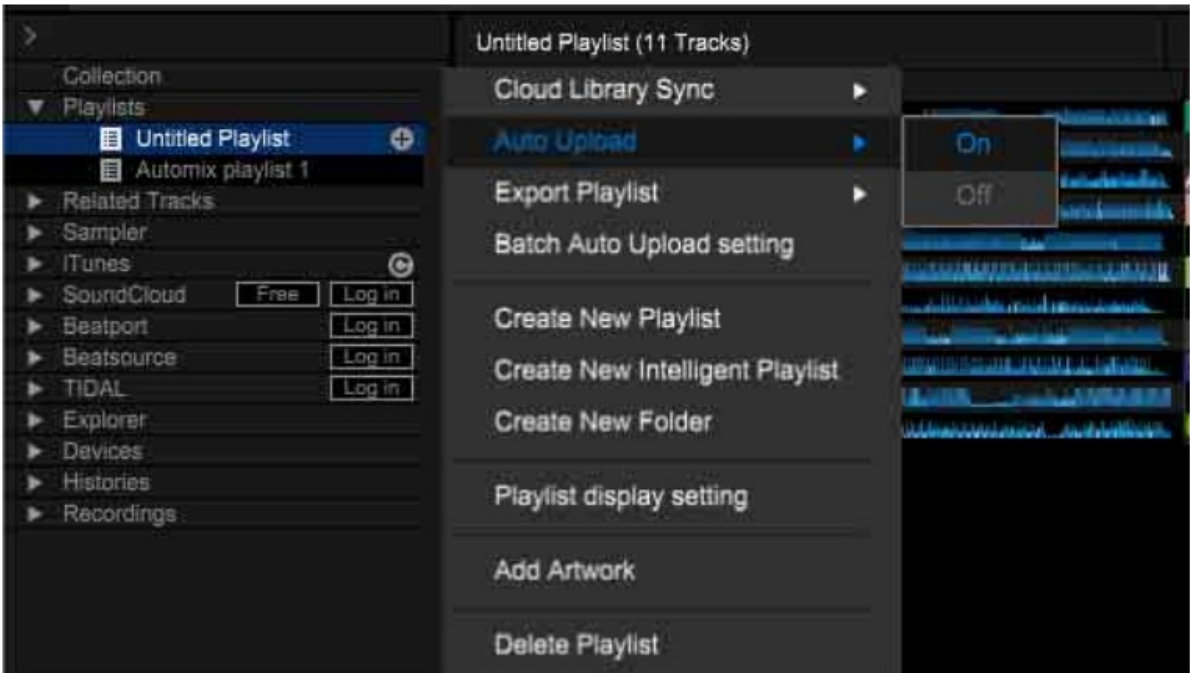 Untitled Playlist (11 Tracks)
Collection
Playlists
Untitled Playlist
Automix playlist 1
Related Tracks
Sampler
iTunes
SoundCloud Free Log in
Beatport Log in
Beatsource Log in
TIDAL Log in
Explorer
Devices
Histories
Recordings
Cloud Library Sync
Auto Upload
On
Off
Export Playlist
Batch Auto Upload setting
Create New Playlist
Create New Intelligent Playlist
Create New Folder
Playlist display setting
Add Artwork
Delete Playlist